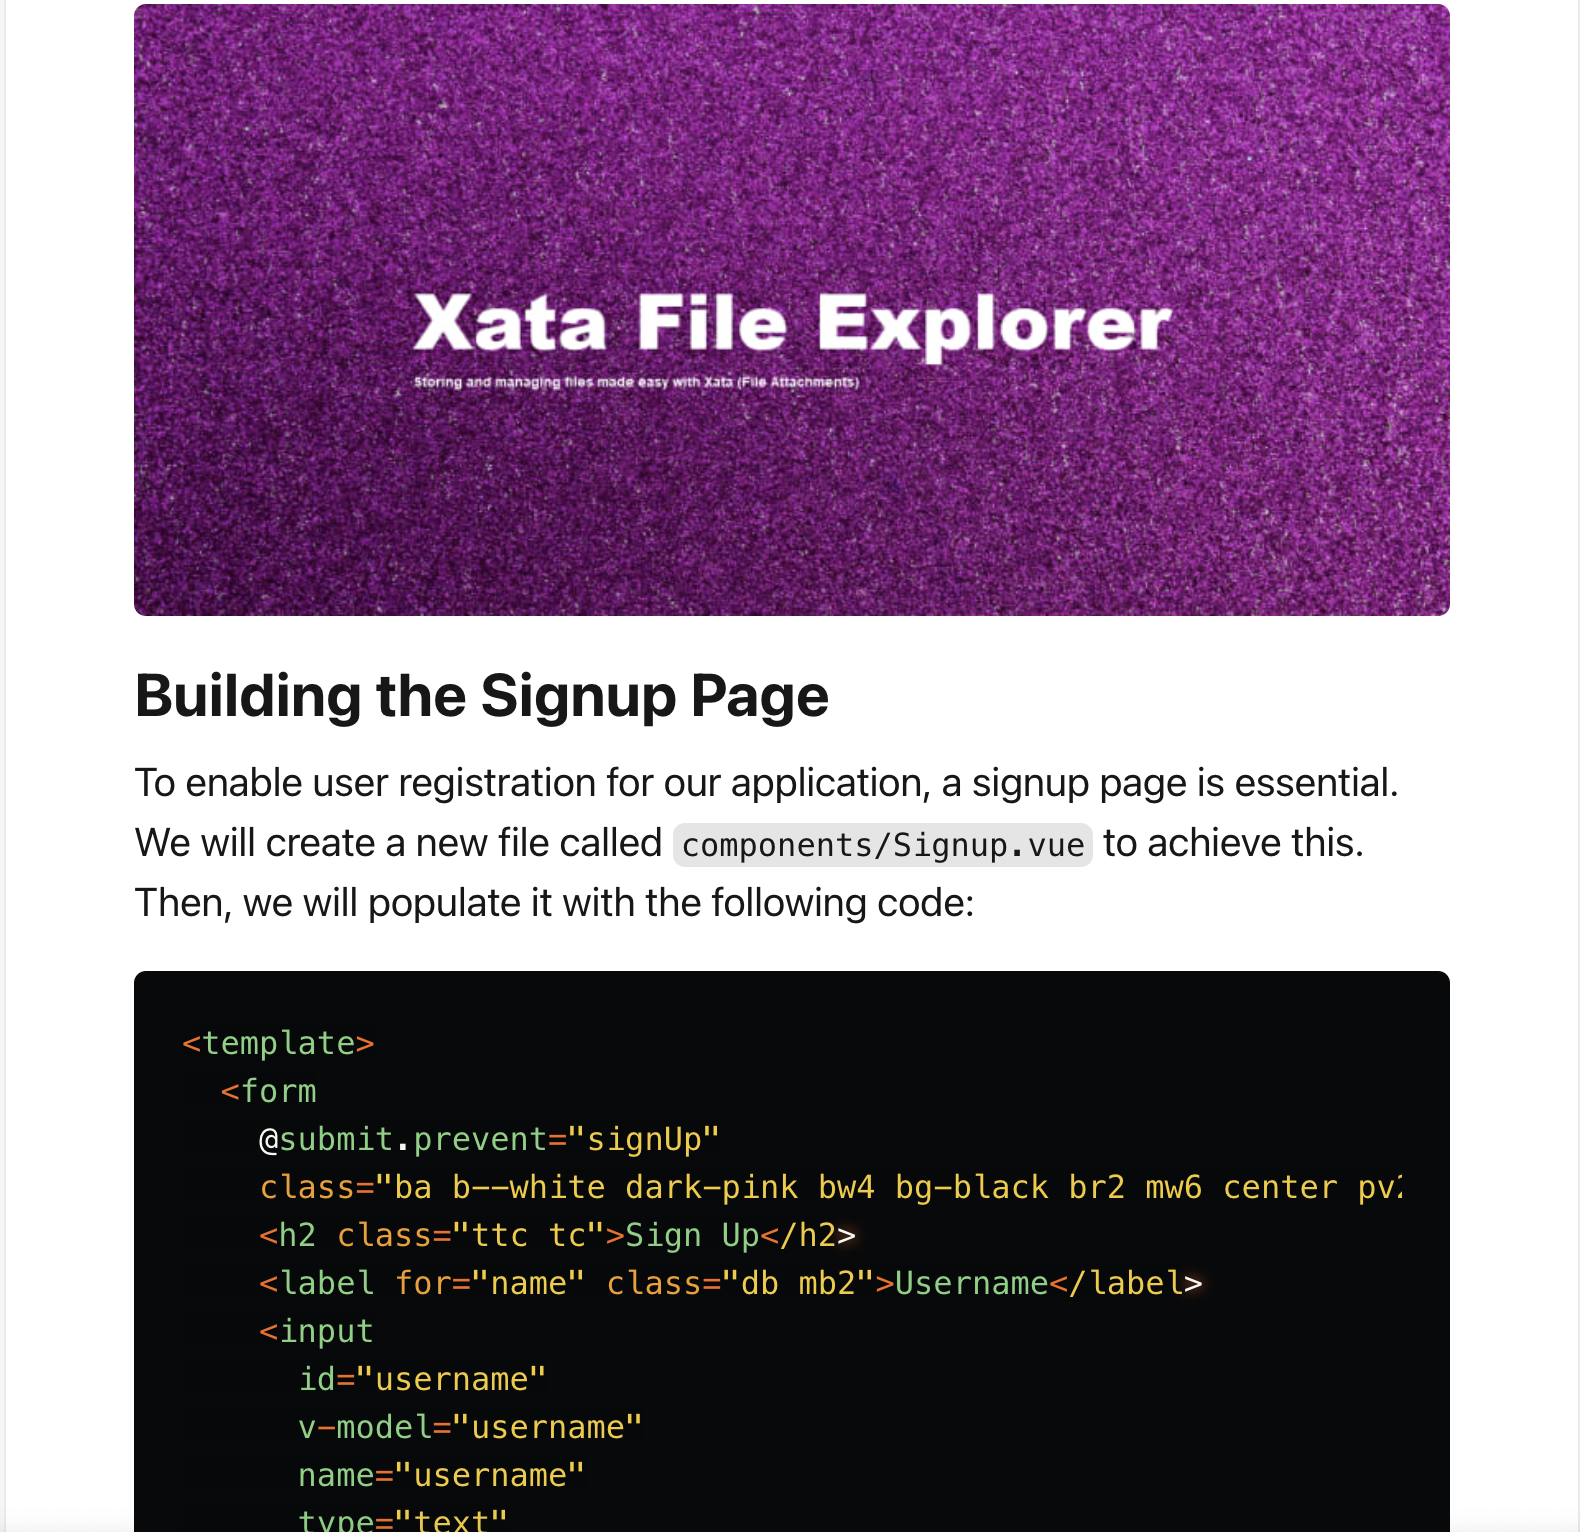 Xata File Explorer
Storing and managing files made easy with Xata (File Attachments)
Building the Signup Page
To enable user registration for our application, a signup page is essential.
We will create a new file called components/Signup.vue to achieve this.
Then, we will populate it with the following code:
<template>
  <form
    @submit.prevent="signUp"
    class="ba b--white dark-pink bw4 bg-black br2 mw6 center
    <h2 class="ttc tc">Sign Up</h2>
    <label for="name" class="db mb2">Username</label>
    <input
      id="username"
      v-model="username"
      name="username"
      type="text"